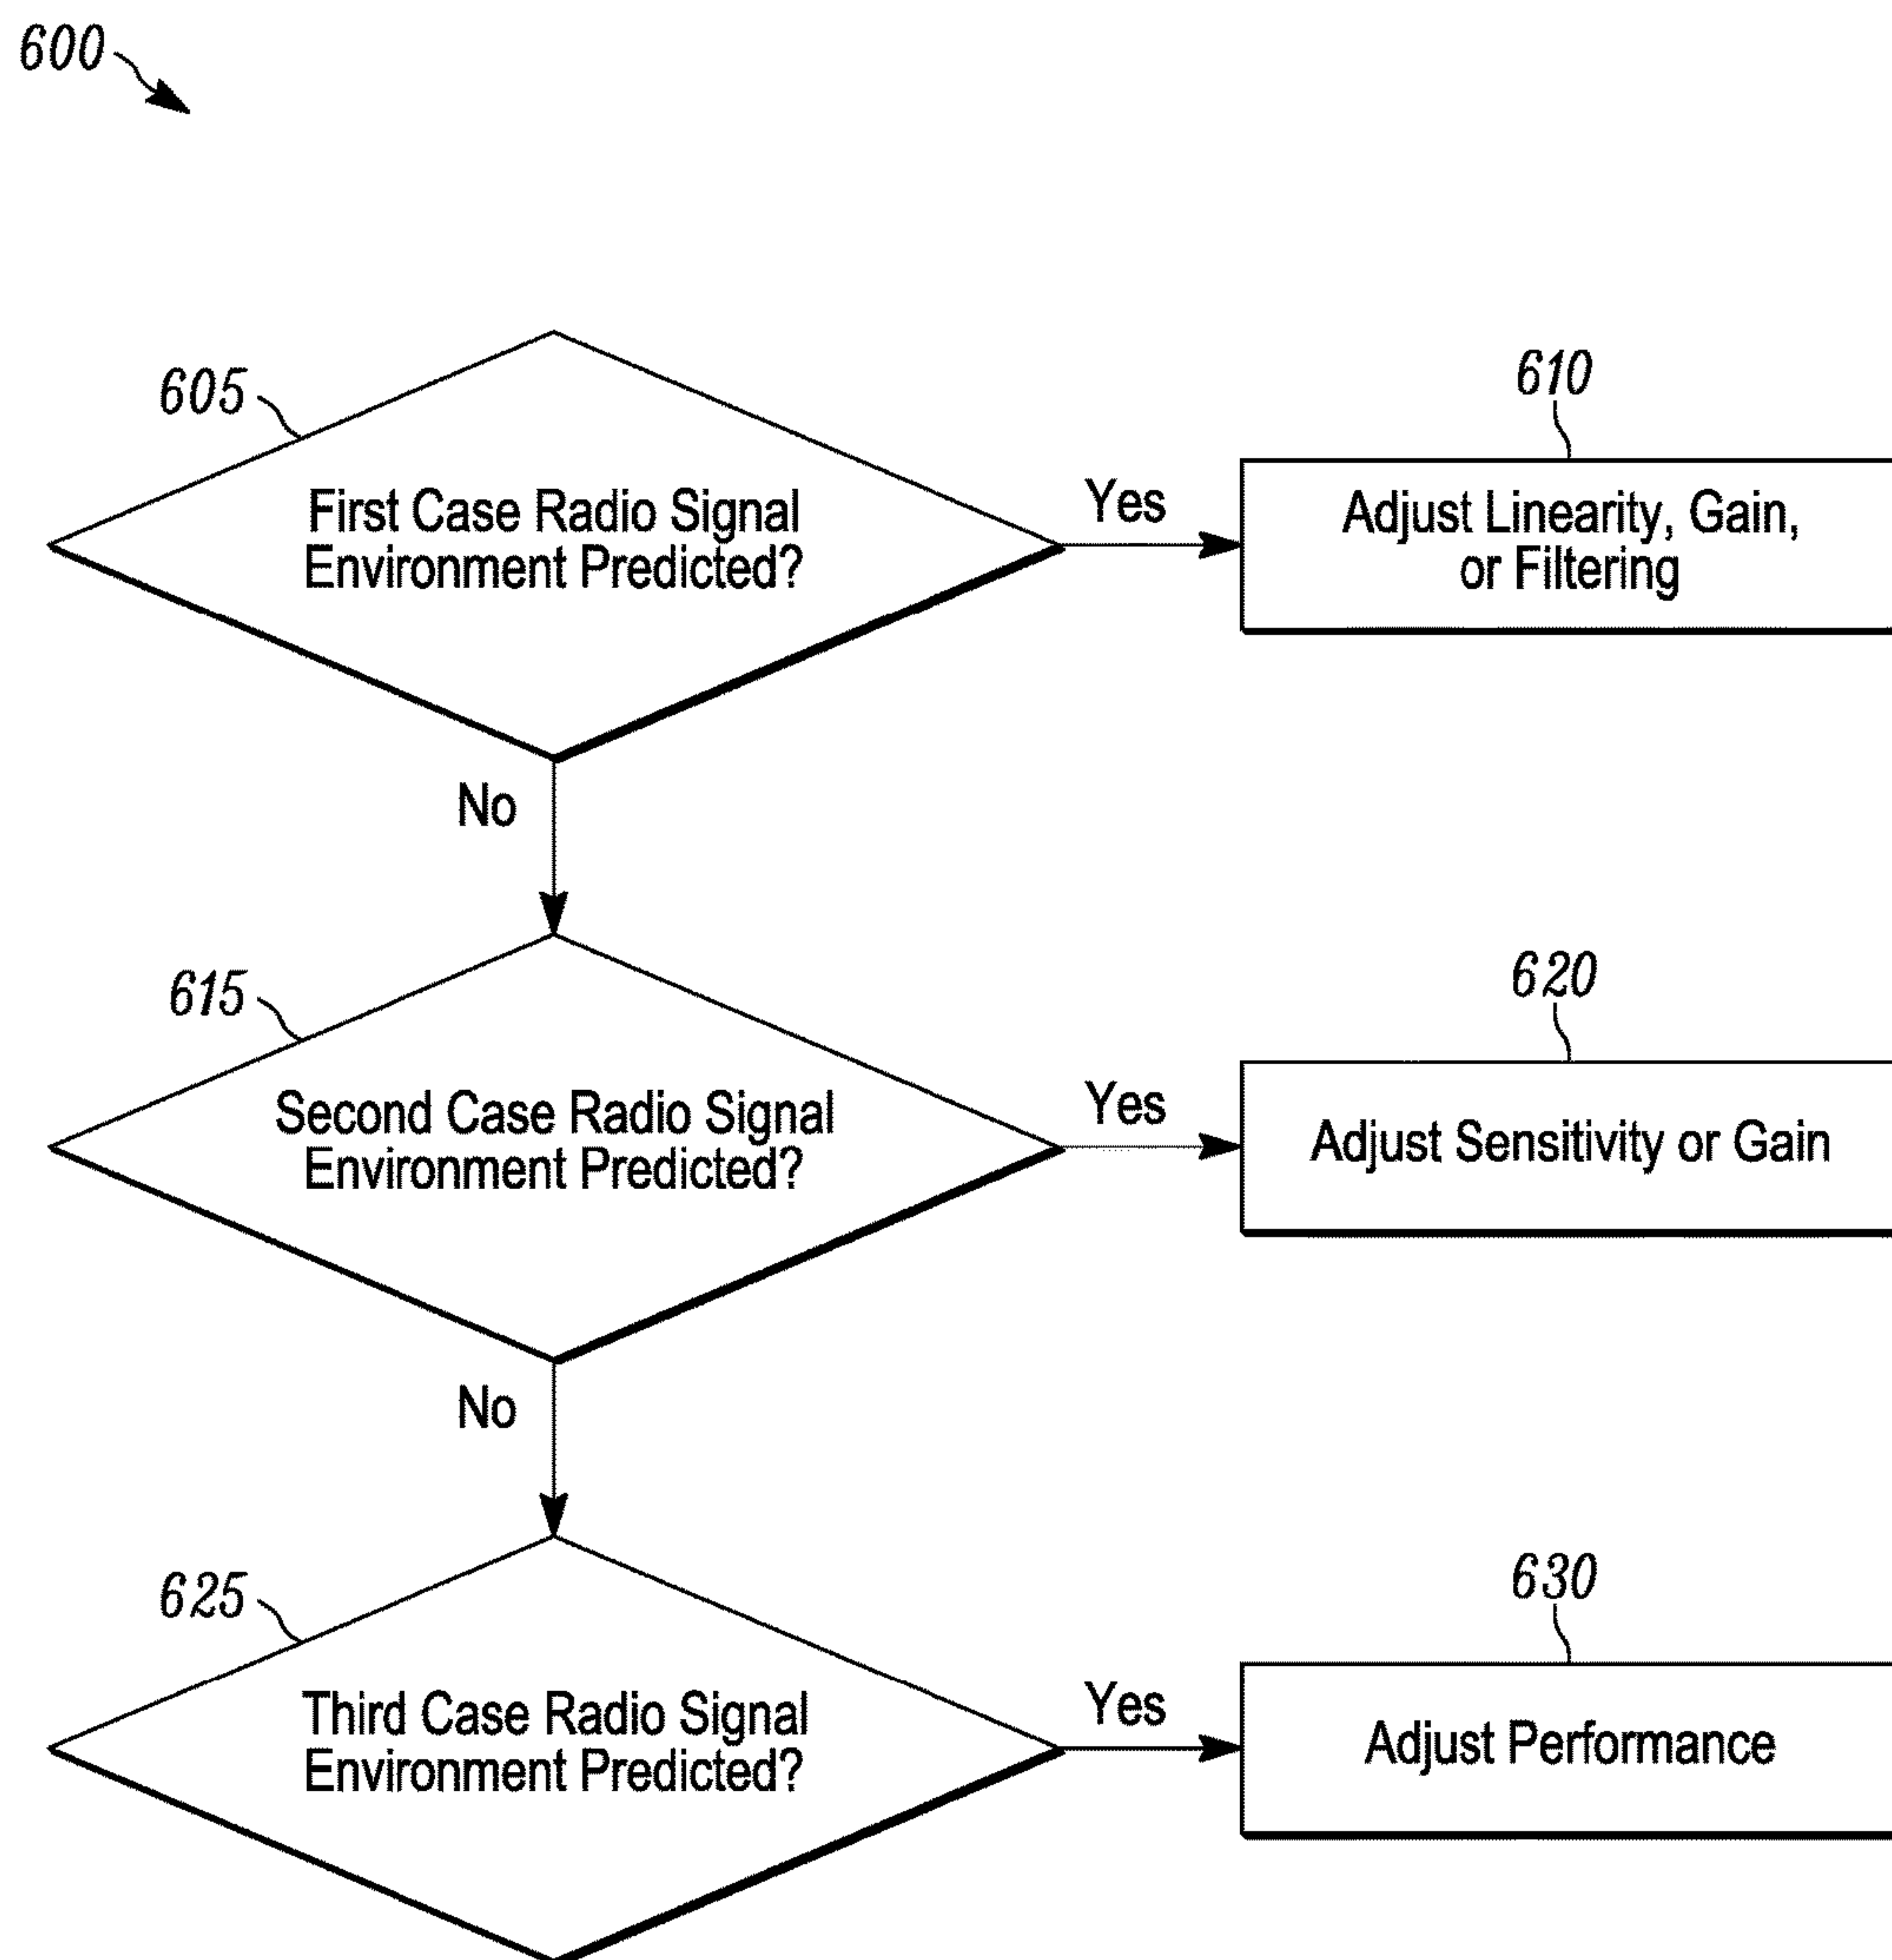 600
605
First Case Radio Signal
Environment Predicted?
Yes
610
Adjust Linearity, Gain,
or Filtering
No
615
Second Case Radio Signal
Environment Predicted?
Yes
620
Adjust Sensitivity or Gain
No
625
Third Case Radio Signal
Environment Predicted?
Yes
630
Adjust Performance